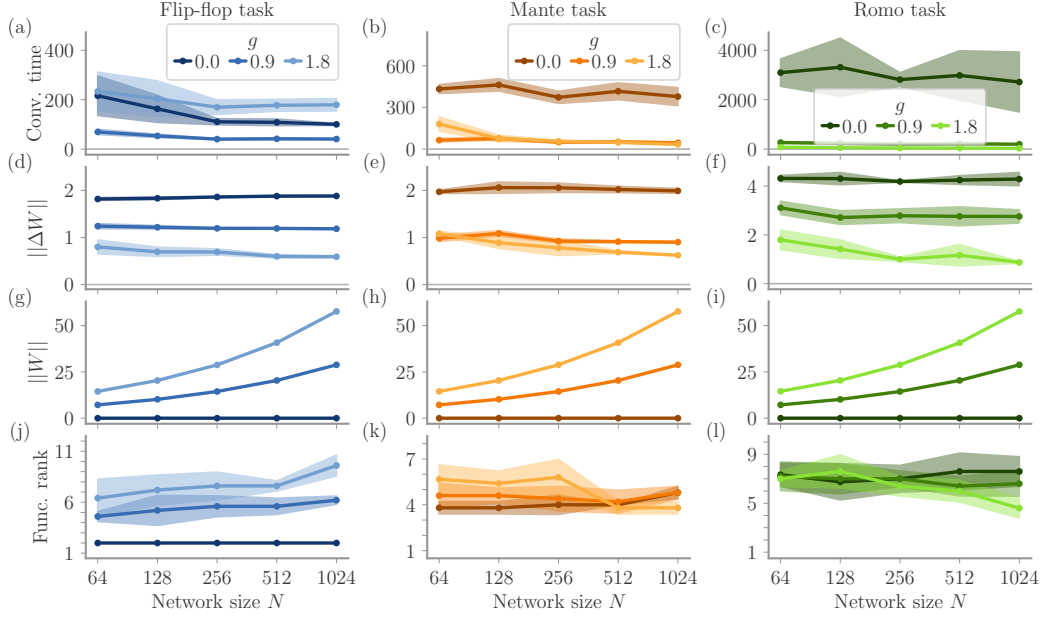 Flip-flop task
Mante task
Romo task
(a)
(b)
(c)
Conv. time
400
200
0
g
0.0 0.9 1.8
600
300
0
g
0.0 0.9 1.8
4000
2000
0
g
0.0 0.9 1.8
(d)
(e)
(f)
||ΔW||
2
1
0
2
1
0
4
2
0
(g)
(h)
(i)
||W||
50
25
0
50
25
0
50
25
0
(j)
(k)
(l)
Func. rank
11
6
1
7
4
1
9
5
1
64 128 256 512 1024
64 128 256 512 1024
64 128 256 512 1024
Network size N
Network size N
Network size N